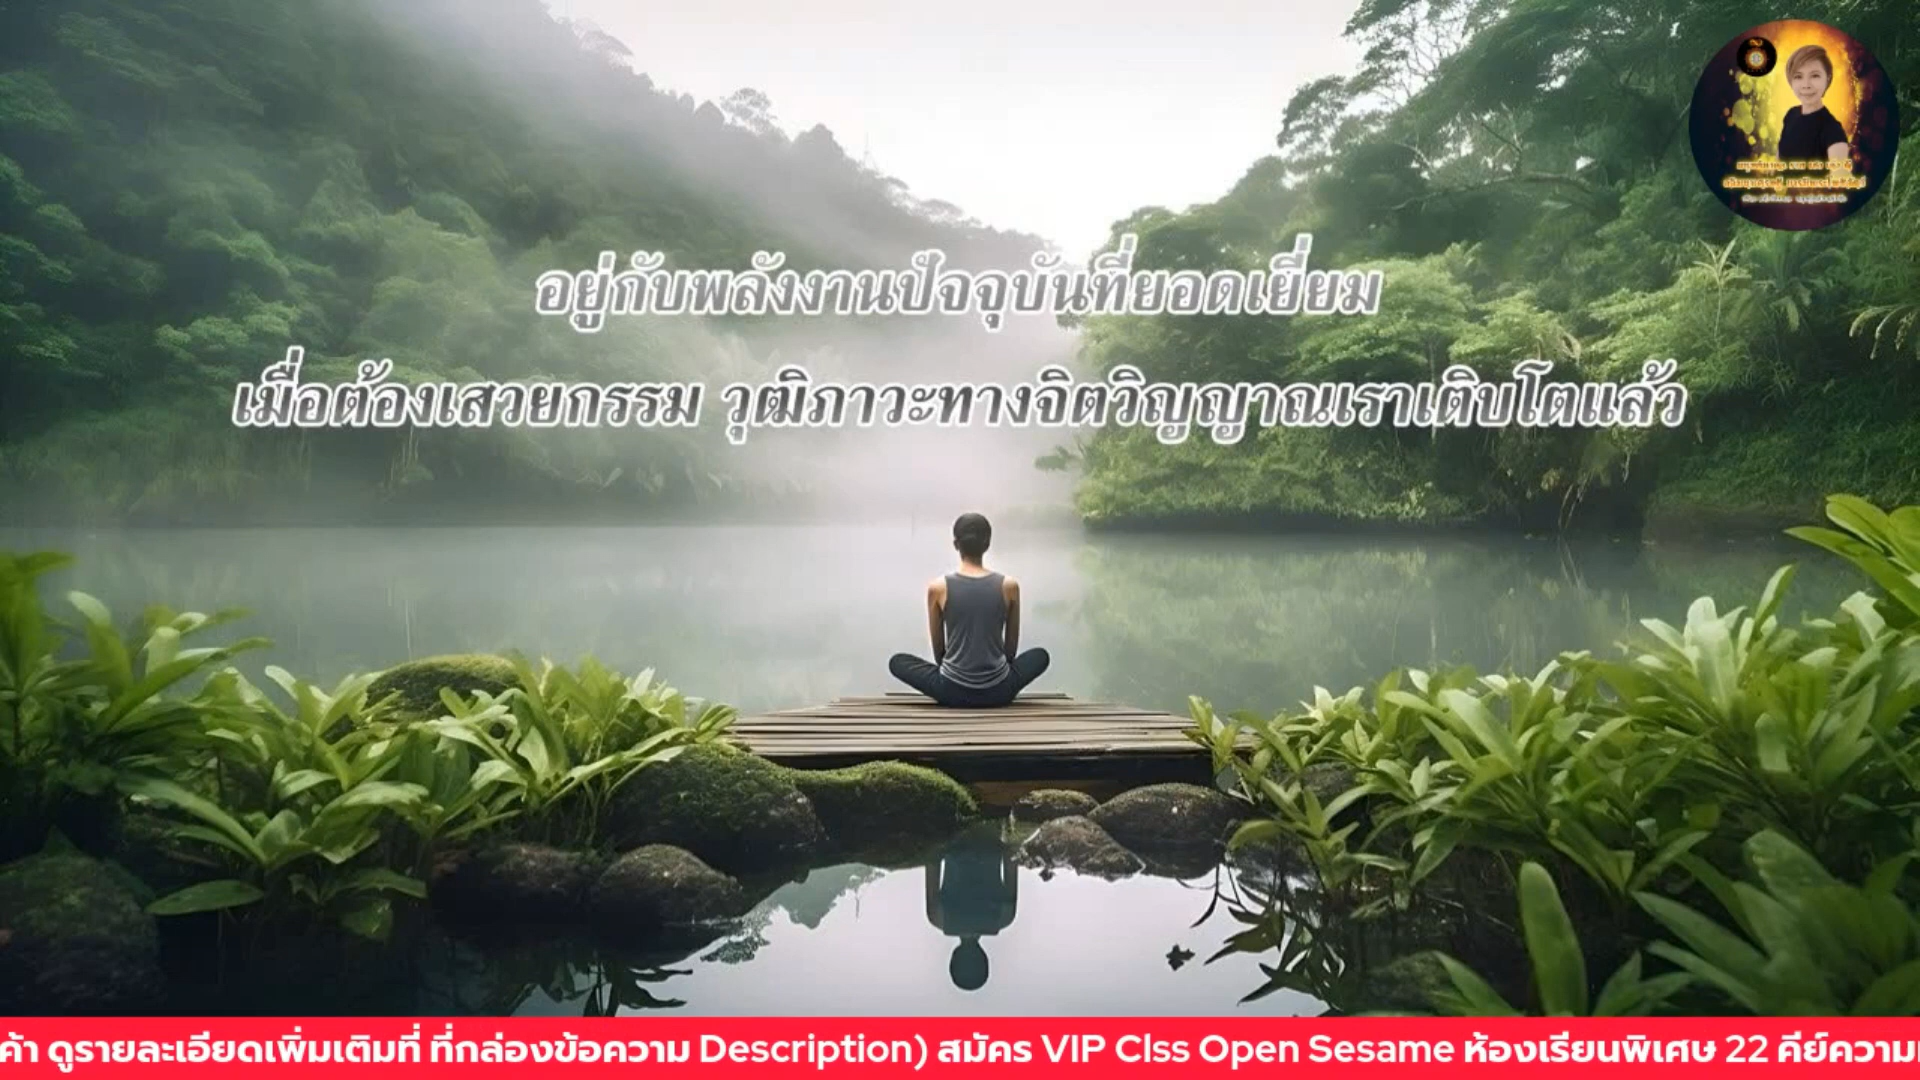 อยู่กับพลังงานปัจจุบันที่ยอดเยี่ยม
เมื่อต้องเสวยกรรม วุฒิภาวะทางจิตวิญญาณเราเติบโตแล้ว
ค้า ดูรายละเอียดเพิ่มเติมที่ ที่กล่องข้อความ Description) สมัคร VIP Clss Open Sesame ห้องเรียนพิเศษ 22 คีย์ความ